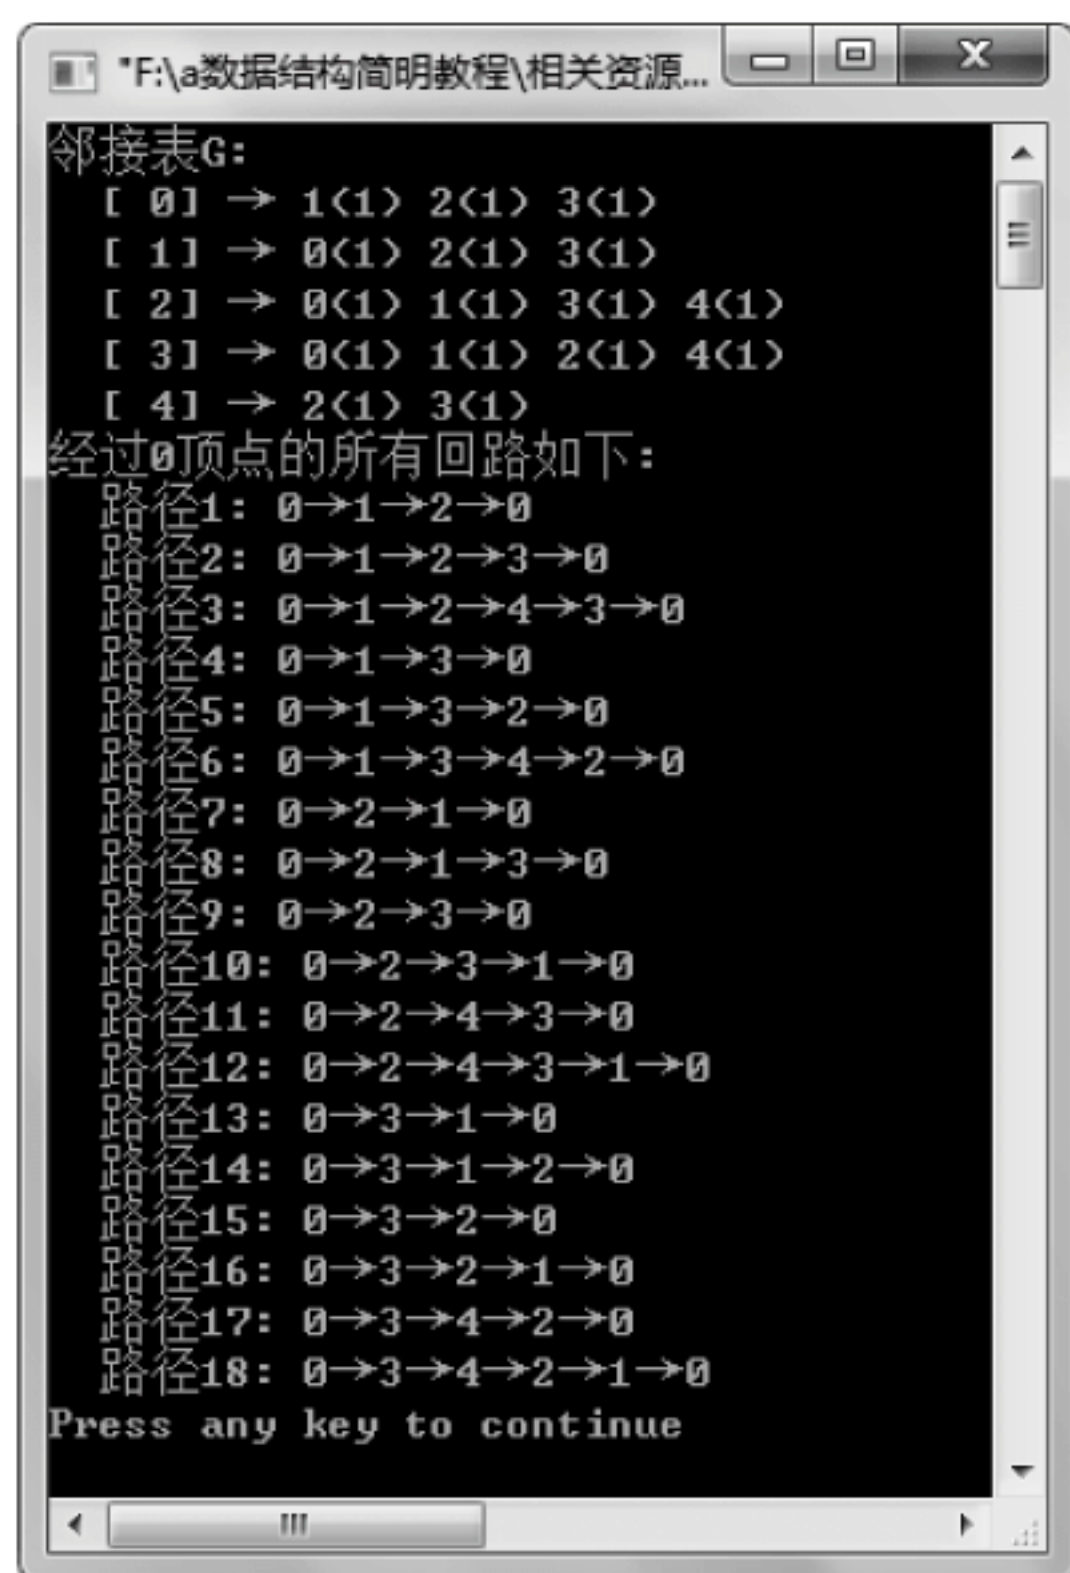 "F:\a数据结构简明教程\相关资源...
邻接表G:
[ 0] → 1(1) 2(1) 3(1)
[ 1] → 0(1) 2(1) 3(1)
[ 2] → 0(1) 1(1) 3(1) 4(1)
[ 3] → 0(1) 1(1) 2(1) 4(1)
[ 4] → 2(1) 3(1)
经过0顶点的所有回路如下:
路径1: 0→1→2→0
路径2: 0→1→2→3→0
路径3: 0→1→2→4→3→0
路径4: 0→1→3→0
路径5: 0→1→3→2→0
路径6: 0→1→3→4→2→0
路径7: 0→2→1→0
路径8: 0→2→1→3→0
路径9: 0→2→3→0
路径10: 0→2→3→1→0
路径11: 0→2→4→3→0
路径12: 0→2→4→3→1→0
路径13: 0→3→1→0
路径14: 0→3→1→2→0
路径15: 0→3→2→0
路径16: 0→3→2→1→0
路径17: 0→3→4→2→0
路径18: 0→3→4→2→1→0
Press any key to continue